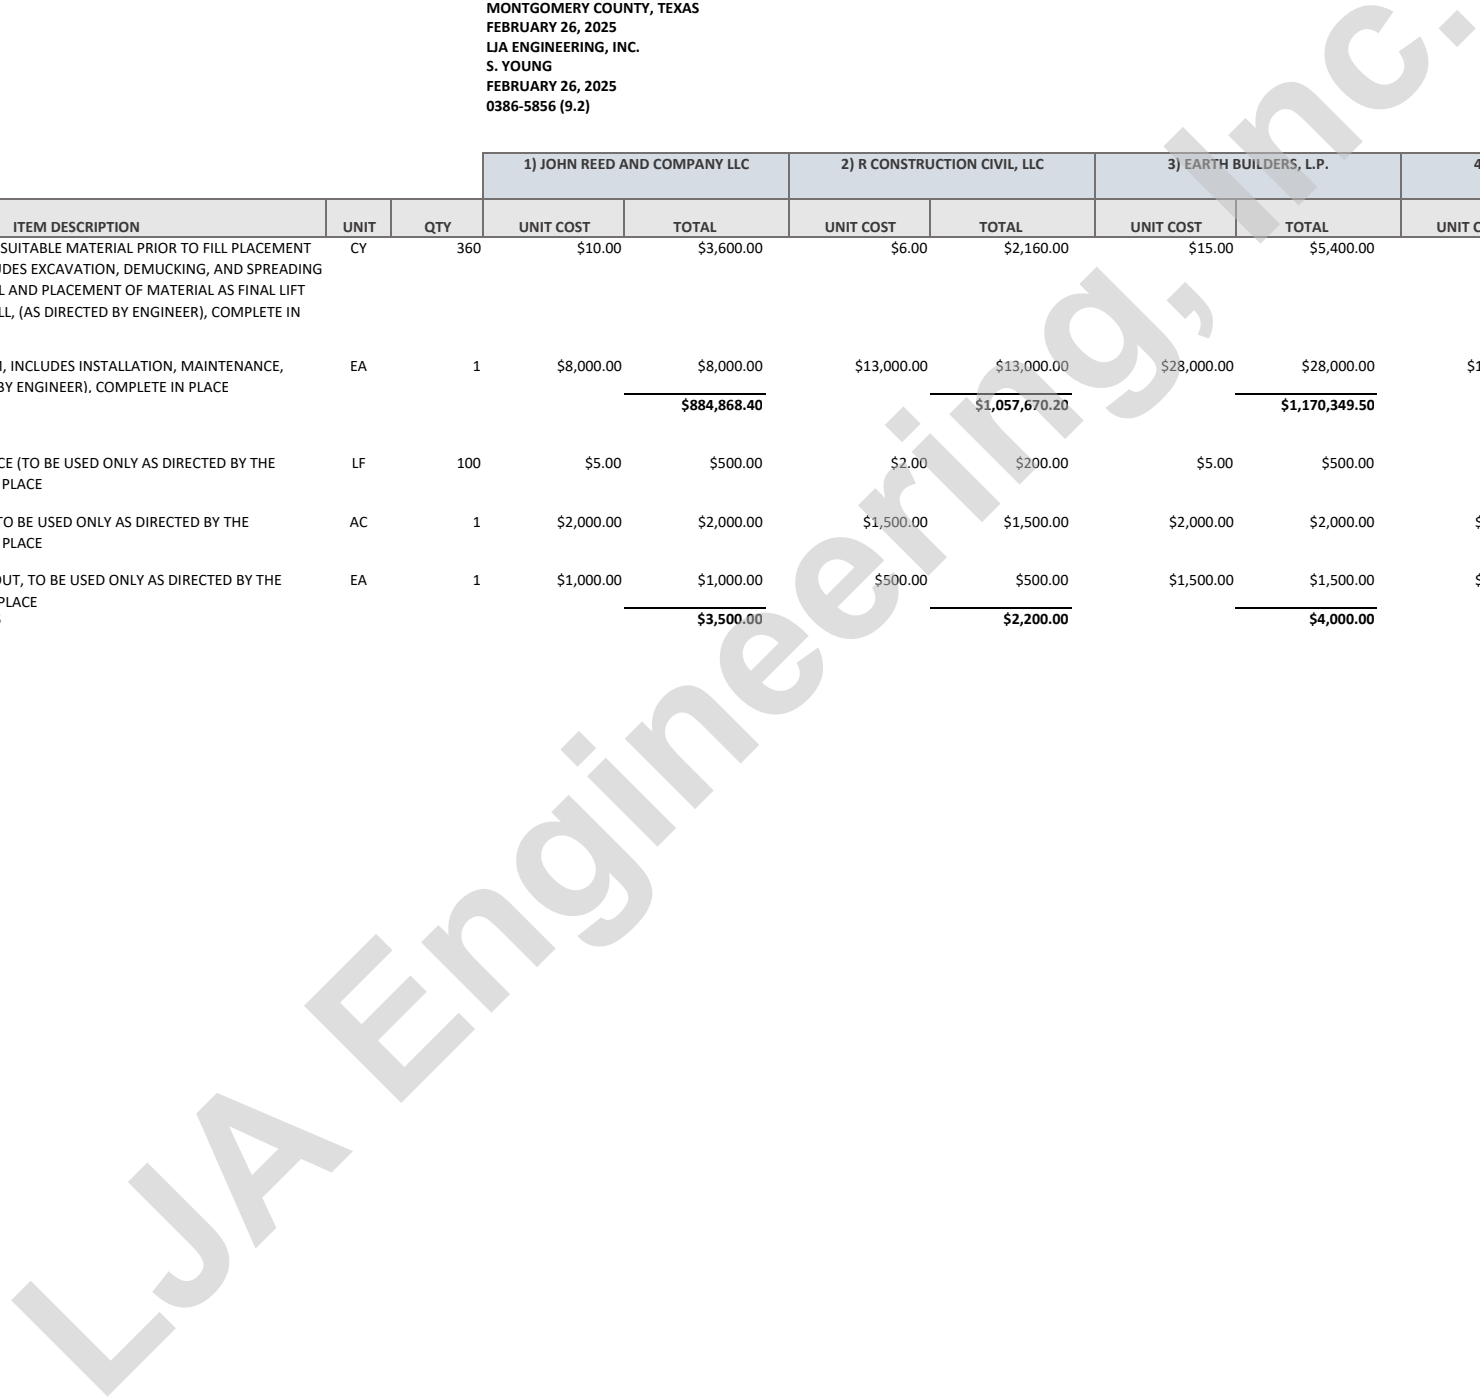 MONTGOMERY COUNTY, TEXAS
FEBRUARY 26, 2025
LJA ENGINEERING, INC.
S. YOUNG
FEBRUARY 26, 2025
0386-5856 (9.2)
1) JOHN REED AND COMPANY LLC 2) R CONSTRUCTION CIVIL, LLC 3) EARTH BUILDERS, L.P. 4
ITEM DESCRIPTION UNIT QTY UNIT COST TOTAL UNIT COST TOTAL UNIT COST TOTAL UNIT C
SUITABLE MATERIAL PRIOR TO FILL PLACEMENT CY 360 $10.00 $3,600.00 $6.00 $2,160.00 $15.00 $5,400.00
DES EXCAVATION, DEMUCKING, AND SPREADING
L AND PLACEMENT OF MATERIAL AS FINAL LIFT
LL, (AS DIRECTED BY ENGINEER), COMPLETE IN
, INCLUDES INSTALLATION, MAINTENANCE, EA 1 $8,000.00 $8,000.00 $13,000.00 $13,000.00 $28,000.00 $28,000.00 $1
BY ENGINEER), COMPLETE IN PLACE
$884,868.40 $1,057,670.20 $1,170,349.50
CE (TO BE USED ONLY AS DIRECTED BY THE LF 100 $5.00 $500.00 $2.00 $200.00 $5.00 $500.00
PLACE
TO BE USED ONLY AS DIRECTED BY THE AC 1 $2,000.00 $2,000.00 $1,500.00 $1,500.00 $2,000.00 $2,000.00 $
PLACE
OUT, TO BE USED ONLY AS DIRECTED BY THE EA 1 $1,000.00 $1,000.00 $500.00 $500.00 $1,500.00 $1,500.00 $
PLACE
$3,500.00 $2,200.00 $4,000.00
LJA Engineering, Inc.